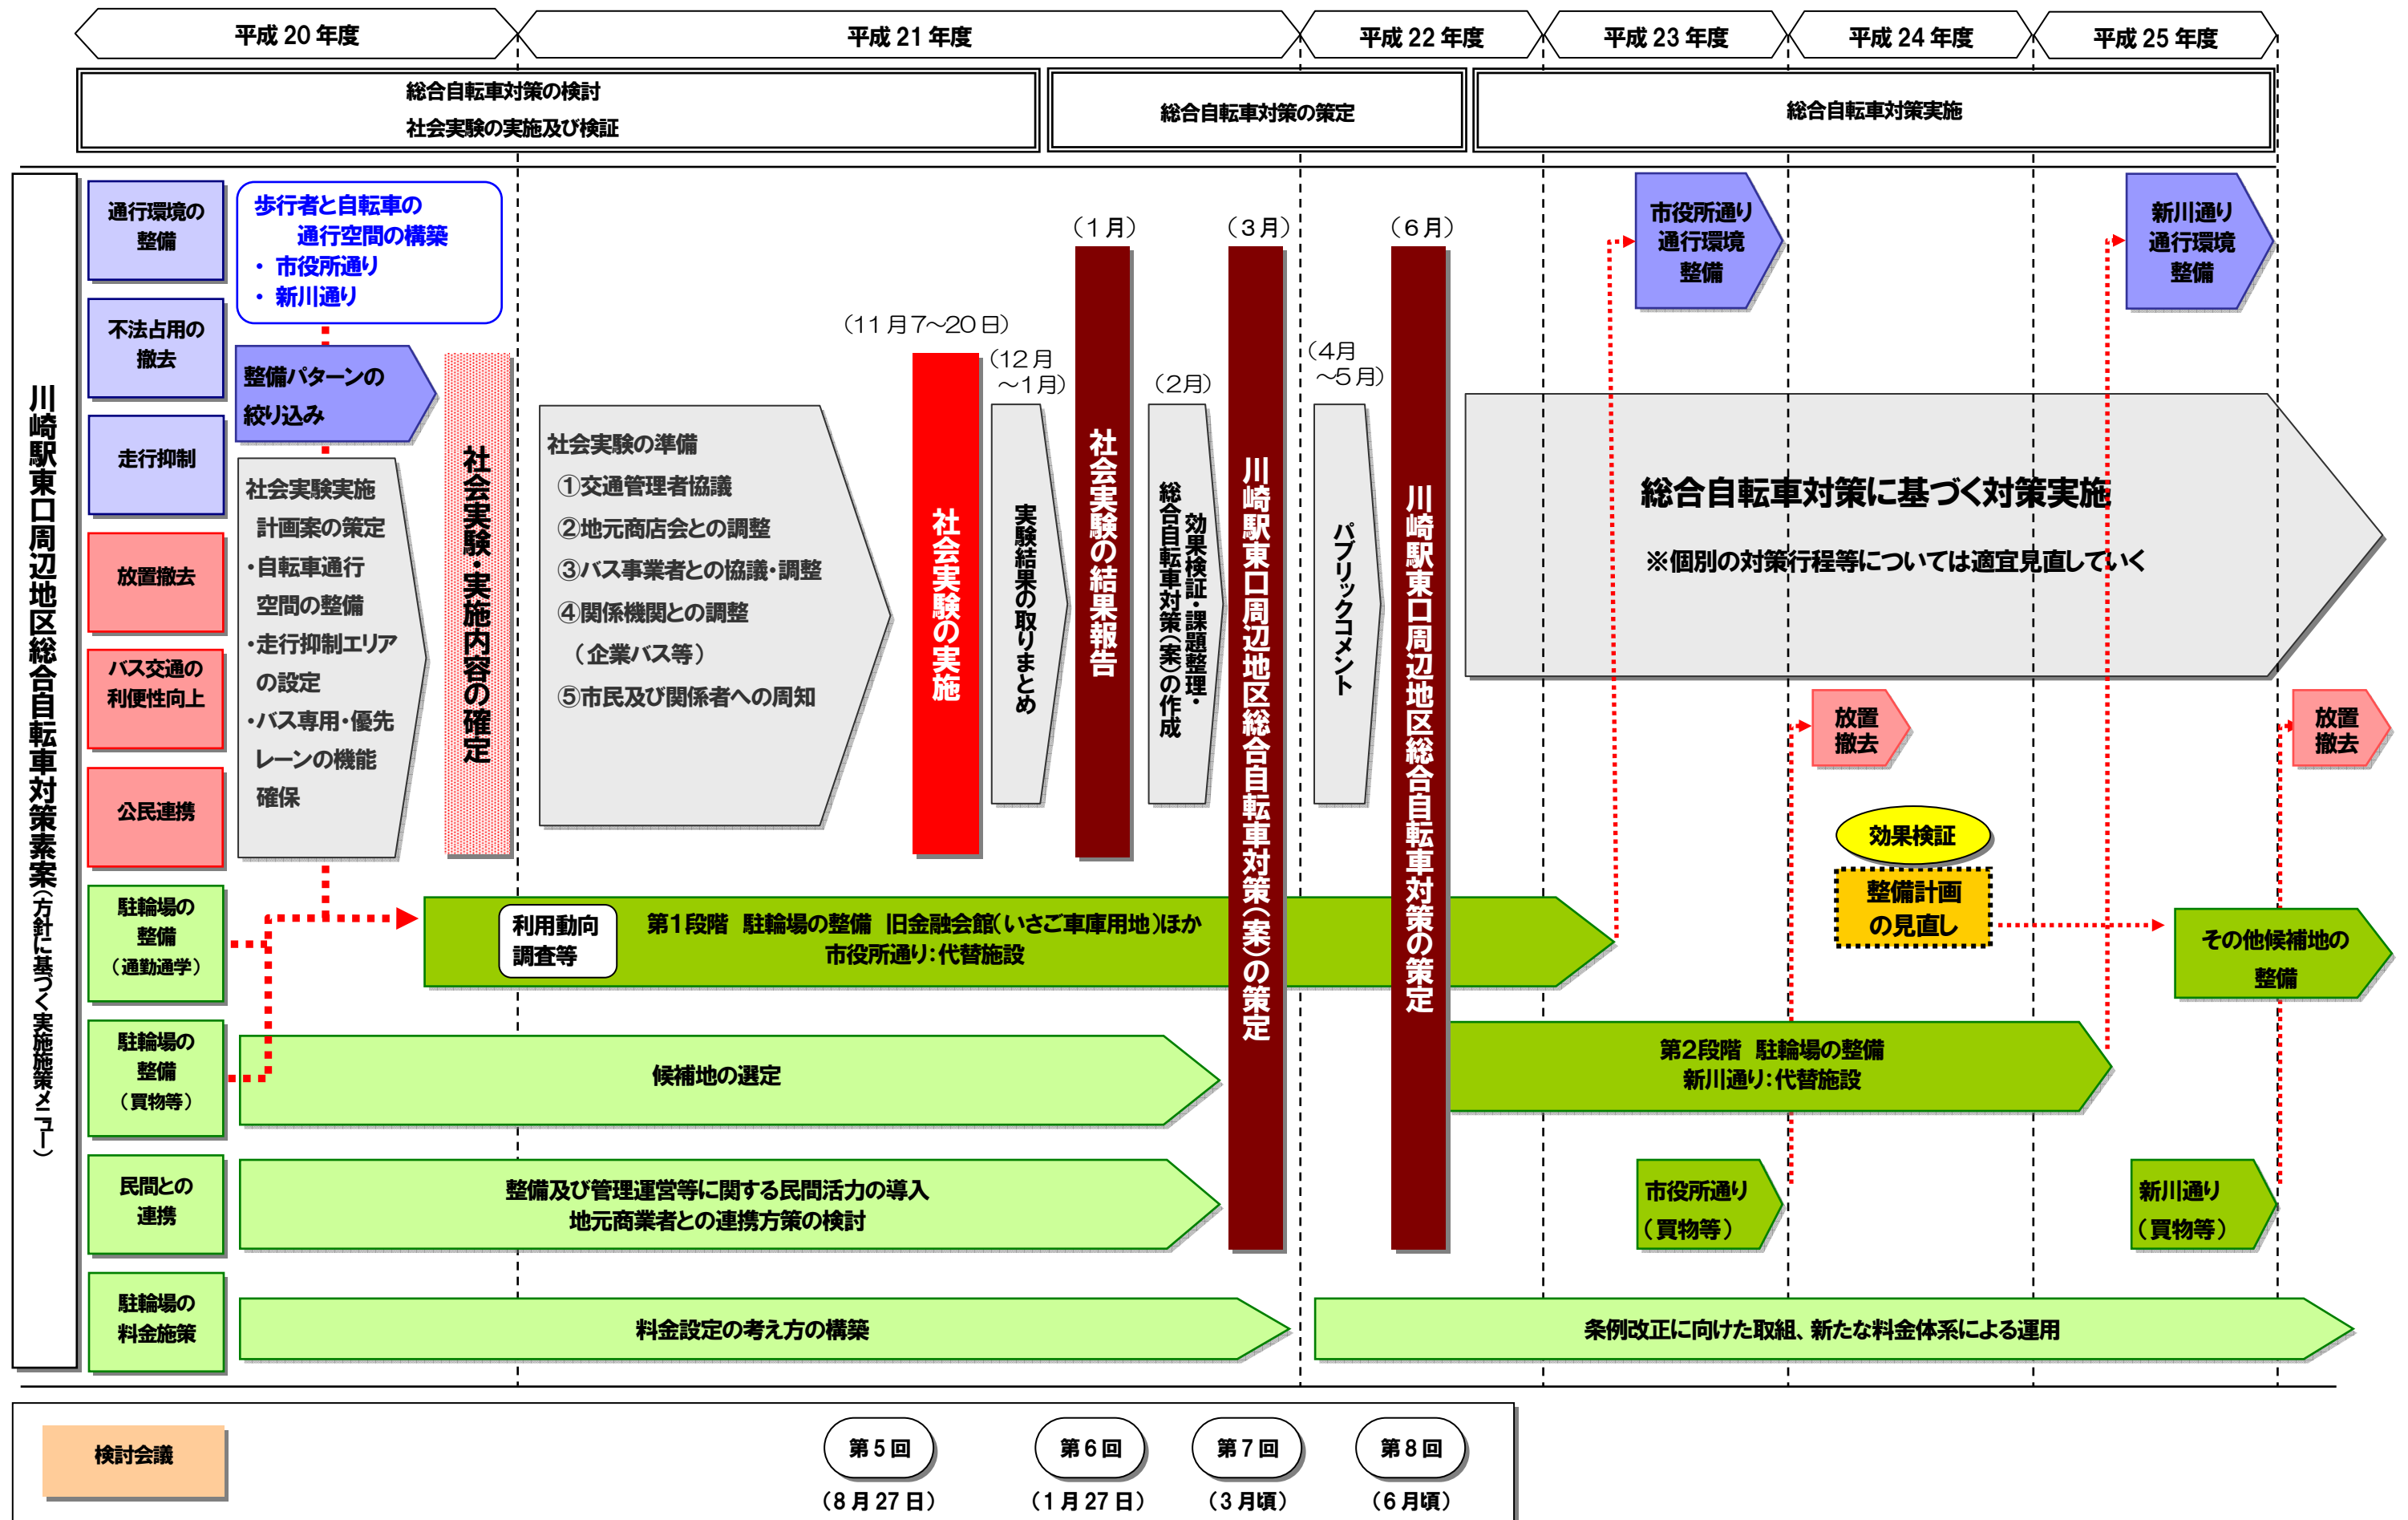 平成 20 年度
平成 21 年度
平成 22 年度
平成 23 年度
平成 24 年度
平成 25 年度
総合自転車対策の検討
社会実験の実施及び検証
総合自転車対策の策定
総合自転車対策実施
川崎駅東口周辺地区総合自転車対策素案（方針に基づく実施施策メニュー）
通行環境の
整備
不法占用の
撤去
走行抑制
放置撤去
バス交通の
利便性向上
公民連携
駐輪場の
整備
（通勤通学）
駐輪場の
整備
（買物等）
民間との
連携
駐輪場の
料金施策
歩行者と自転車の
通行空間の構築
・ 市役所通り
・ 新川通り
整備パターンの
絞り込み
社会実験実施
計画案の策定
・自転車通行
空間の整備
・走行抑制エリア
の設定
・バス専用・優先
レーンの機能
確保
社会実験・実施内容の確定
社会実験の準備
①交通管理者協議
②地元商店会との調整
③バス事業者との協議・調整
④関係機関との調整
（企業バス等）
⑤市民及び関係者への周知
（11月7～20日）
社会実験の実施
（12月
～1月）
実験結果の取りまとめ
（1月）
社会実験の結果報告
（2月）
効果検証・課題整理・
総合自転車対策（案）の作成
（3月）
川崎駅東口周辺地区総合自転車対策（案）の策定
（4月
～5月）
パブリックコメント
（6月）
川崎駅東口周辺地区総合自転車対策の策定
市役所通り
通行環境
整備
新川通り
通行環境
整備
総合自転車対策に基づく対策実施
※個別の対策行程等については適宜見直していく
放置
撤去
放置
撤去
効果検証
整備計画
の見直し
その他候補地の
整備
利用動向
調査等
第1段階　駐輪場の整備　旧金融会館（いさご車庫用地）ほか
市役所通り：代替施設
候補地の選定
第2段階　駐輪場の整備
新川通り：代替施設
整備及び管理運営等に関する民間活力の導入
地元商業者との連携方策の検討
市役所通り
（買物等）
新川通り
（買物等）
料金設定の考え方の構築
条例改正に向けた取組、新たな料金体系による運用
検討会議
第5回
（8月27日）
第6回
（1月27日）
第7回
（3月頃）
第8回
（6月頃）